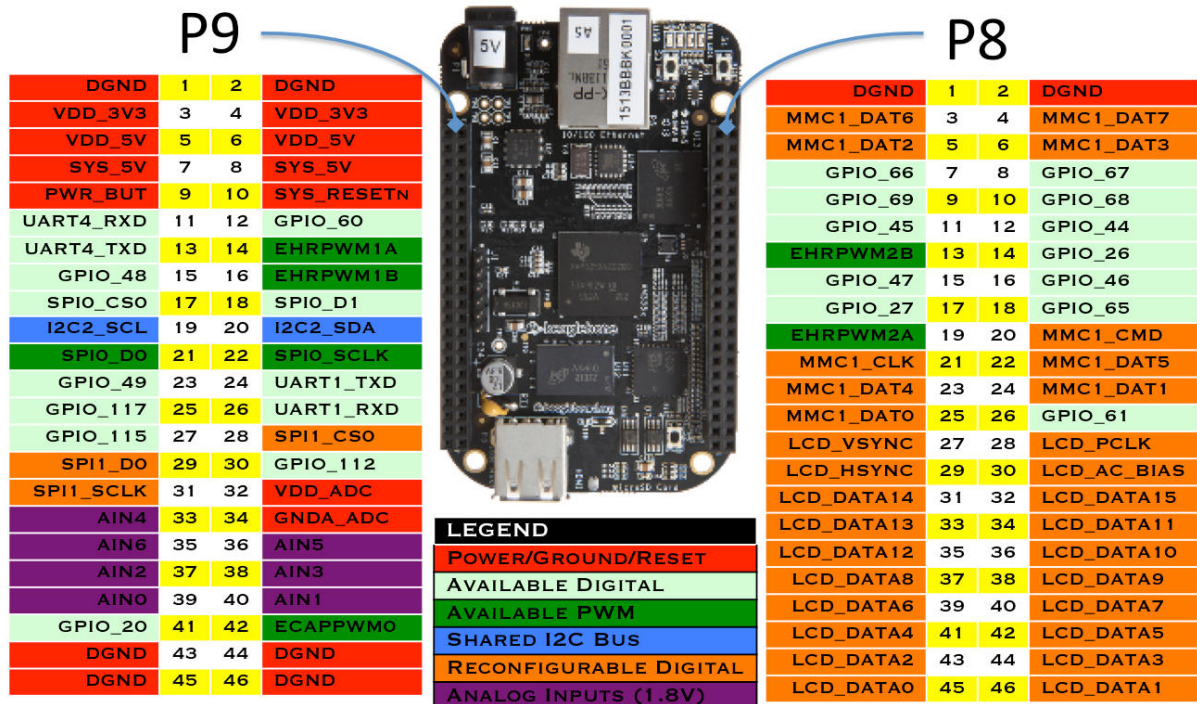 P9
P8
5V
A5
X-PP
1513BBBK0001
10/100 Ethernet
beaglebone
microSD Card
DGND 1 2 DGND
VDD_3V3 3 4 VDD_3V3
VDD_5V 5 6 VDD_5V
SYS_5V 7 8 SYS_5V
PWR_BUT 9 10 SYS_RESETN
UART4_RXD 11 12 GPIO_60
UART4_TXD 13 14 EHRPWM1A
GPIO_48 15 16 EHRPWM1B
SPI0_CS0 17 18 SPI0_D1
I2C2_SCL 19 20 I2C2_SDA
SPI0_D0 21 22 SPI0_SCLK
GPIO_49 23 24 UART1_TXD
GPIO_117 25 26 UART1_RXD
GPIO_115 27 28 SPI1_CS0
SPI1_D0 29 30 GPIO_112
SPI1_SCLK 31 32 VDD_ADC
AIN4 33 34 GNDA_ADC
AIN6 35 36 AIN5
AIN2 37 38 AIN3
AIN0 39 40 AIN1
GPIO_20 41 42 ECAPPWM0
DGND 43 44 DGND
DGND 45 46 DGND
LEGEND
POWER/GROUND/RESET
AVAILABLE DIGITAL
AVAILABLE PWM
SHARED I2C BUS
RECONFIGURABLE DIGITAL
ANALOG INPUTS (1.8V)
DGND 1 2 DGND
MMC1_DAT6 3 4 MMC1_DAT7
MMC1_DAT2 5 6 MMC1_DAT3
GPIO_66 7 8 GPIO_67
GPIO_69 9 10 GPIO_68
GPIO_45 11 12 GPIO_44
EHRPWM2B 13 14 GPIO_26
GPIO_47 15 16 GPIO_46
GPIO_27 17 18 GPIO_65
EHRPWM2A 19 20 MMC1_CMD
MMC1_CLK 21 22 MMC1_DAT5
MMC1_DAT4 23 24 MMC1_DAT1
MMC1_DAT0 25 26 GPIO_61
LCD_VSYNC 27 28 LCD_PCLK
LCD_HSYNC 29 30 LCD_AC_BIAS
LCD_DATA14 31 32 LCD_DATA15
LCD_DATA13 33 34 LCD_DATA11
LCD_DATA12 35 36 LCD_DATA10
LCD_DATA8 37 38 LCD_DATA9
LCD_DATA6 39 40 LCD_DATA7
LCD_DATA4 41 42 LCD_DATA5
LCD_DATA2 43 44 LCD_DATA3
LCD_DATA0 45 46 LCD_DATA1